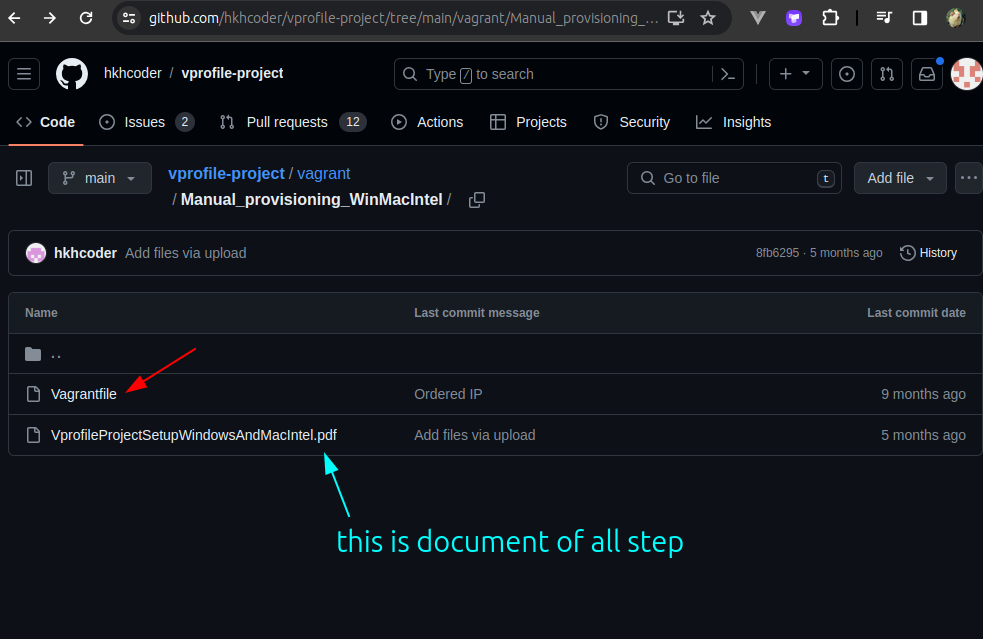 github.com/hkhcoder/vprofile-project/tree/main/vagrant/Manual_provisioning_...
hkhcoder / vprofile-project
Type / to search
Code
Issues 2
Pull requests 12
Actions
Projects
Security
Insights
main
vprofile-project / vagrant
/ Manual_provisioning_WinMacIntel /
Go to file
t
Add file
hkhcoder Add files via upload
8fb6295 · 5 months ago
History
Name Last commit message Last commit date
..
Vagrantfile Ordered IP 9 months ago
VprofileProjectSetupWindowsAndMacIntel.pdf Add files via upload 5 months ago
this is document of all step